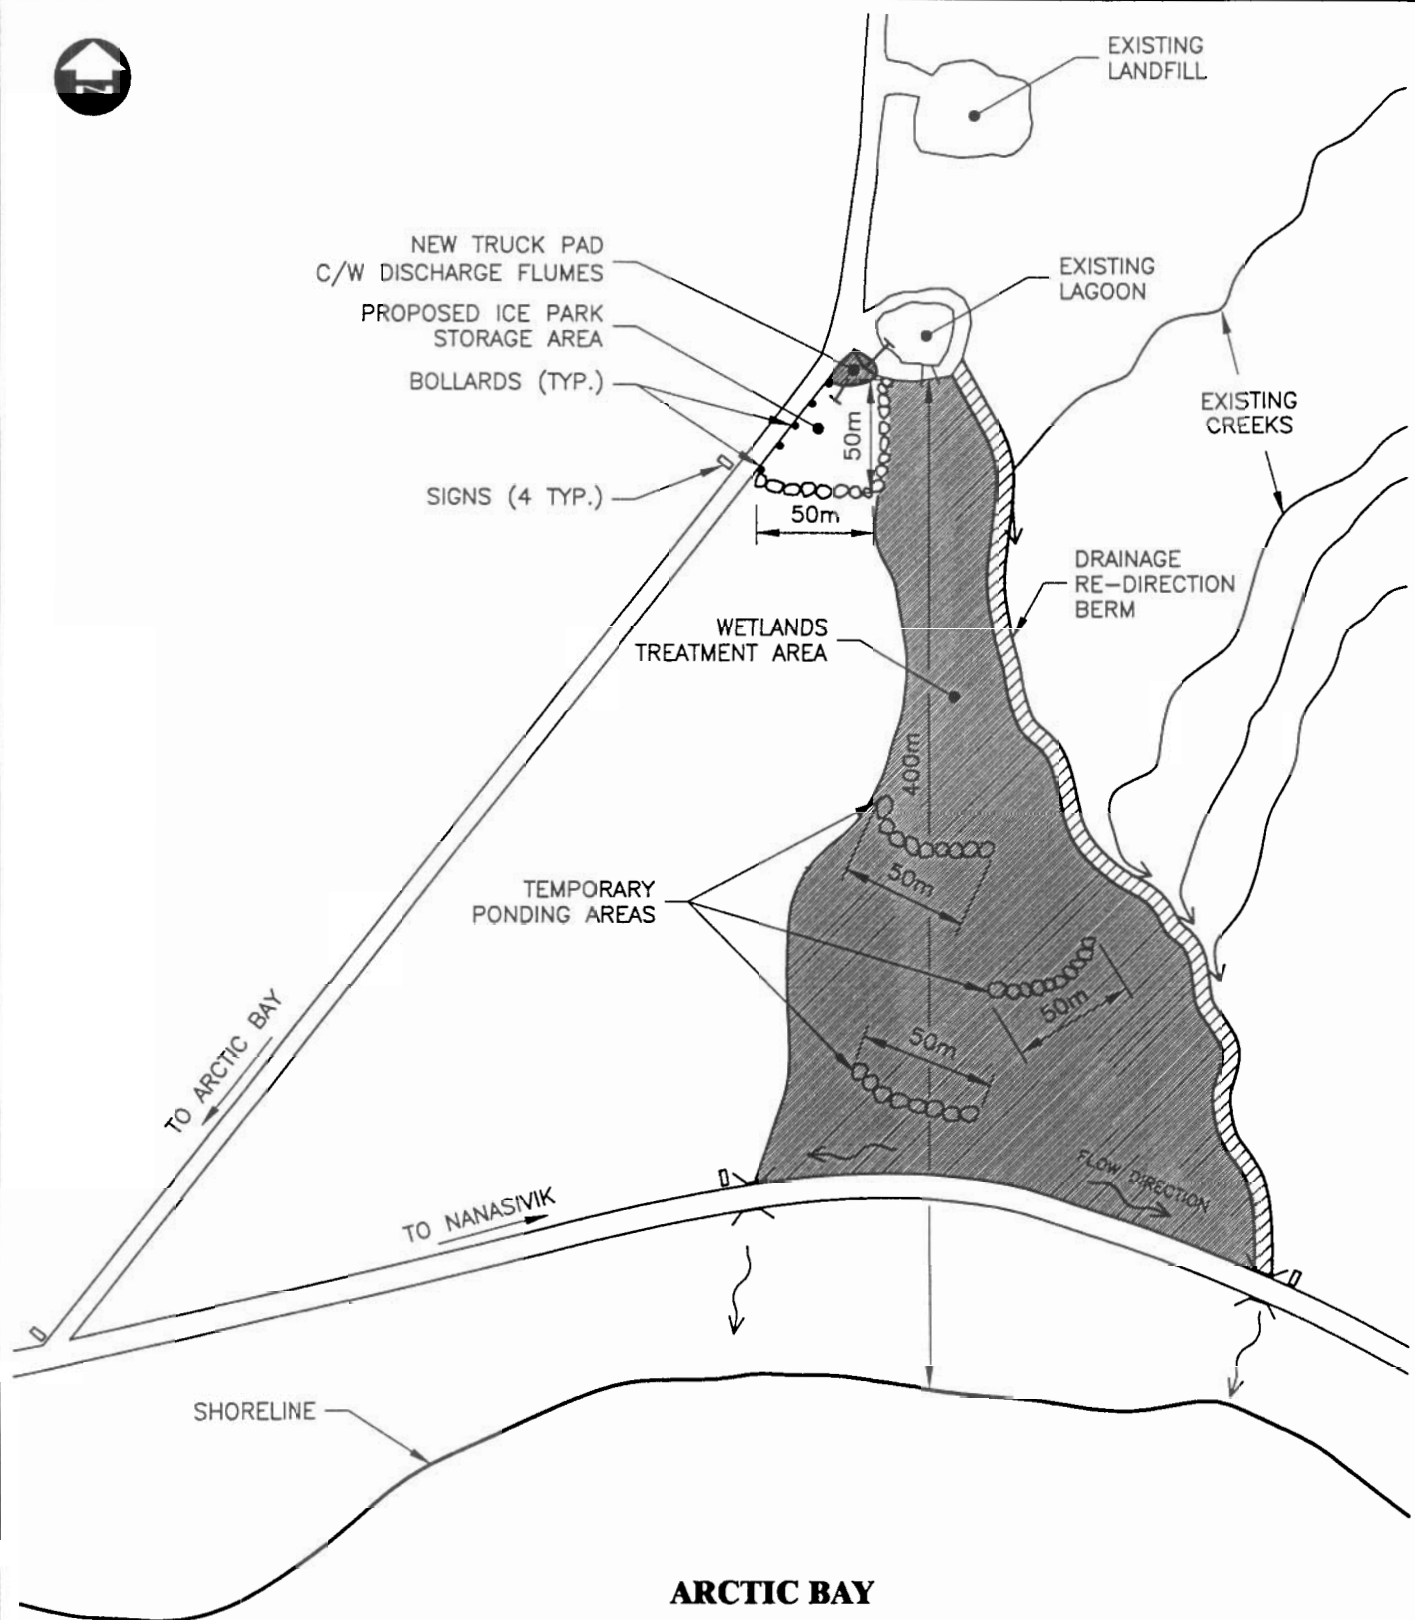 N
EXISTING
LANDFILL
NEW TRUCK PAD
C/W DISCHARGE FLUMES
EXISTING
LAGOON
PROPOSED ICE PARK
STORAGE AREA
BOLLARDS (TYP.)
EXISTING
CREEKS
50m
SIGNS (4 TYP.)
50m
DRAINAGE
RE-DIRECTION
BERM
WETLANDS
TREATMENT AREA
400m
50m
TEMPORARY
PONDING AREAS
50m
50m
TO ARCTIC BAY
FLOW DIRECTION
TO NANASIVIK
SHORELINE
ARCTIC BAY